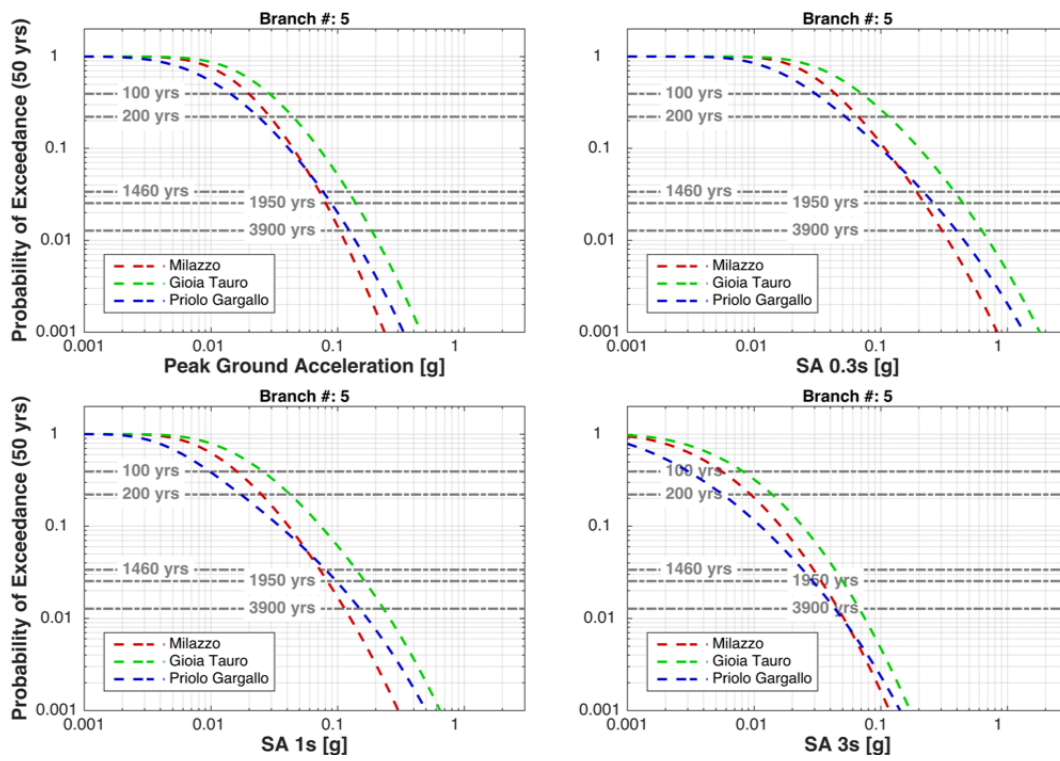 Branch #: 5
Probability of Exceedance (50 yrs)
1
0.1
0.01
0.001
100 yrs
200 yrs
1460 yrs
1950 yrs
3900 yrs
Milazzo
Gioia Tauro
Priolo Gargallo
0.001
0.01
0.1
1
Peak Ground Acceleration [g]
Branch #: 5
1
0.1
0.01
0.001
100 yrs
200 yrs
1460 yrs
1950 yrs
3900 yrs
Milazzo
Gioia Tauro
Priolo Gargallo
0.001
0.01
0.1
1
SA 0.3s [g]
Branch #: 5
Probability of Exceedance (50 yrs)
1
0.1
0.01
0.001
100 yrs
200 yrs
1460 yrs
1950 yrs
3900 yrs
Milazzo
Gioia Tauro
Priolo Gargallo
0.001
0.01
0.1
1
SA 1s [g]
Branch #: 5
1
0.1
0.01
0.001
100 yrs
200 yrs
1460 yrs
1950 yrs
3900 yrs
Milazzo
Gioia Tauro
Priolo Gargallo
0.001
0.01
0.1
1
SA 3s [g]